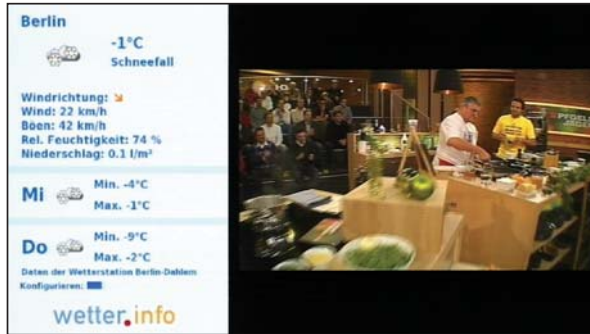 Berlin
-1°C
Schneefall
Windrichtung:
Wind: 22 km/h
Böen: 42 km/h
Rel. Feuchtigkeit: 74 %
Niederschlag: 0.1 l/m²
Mi
Min. -4°C
Max. -1°C
Do
Min. -9°C
Max. -2°C
Daten der Wetterstation Berlin-Dahlem
Konfigurieren:
wetter.info